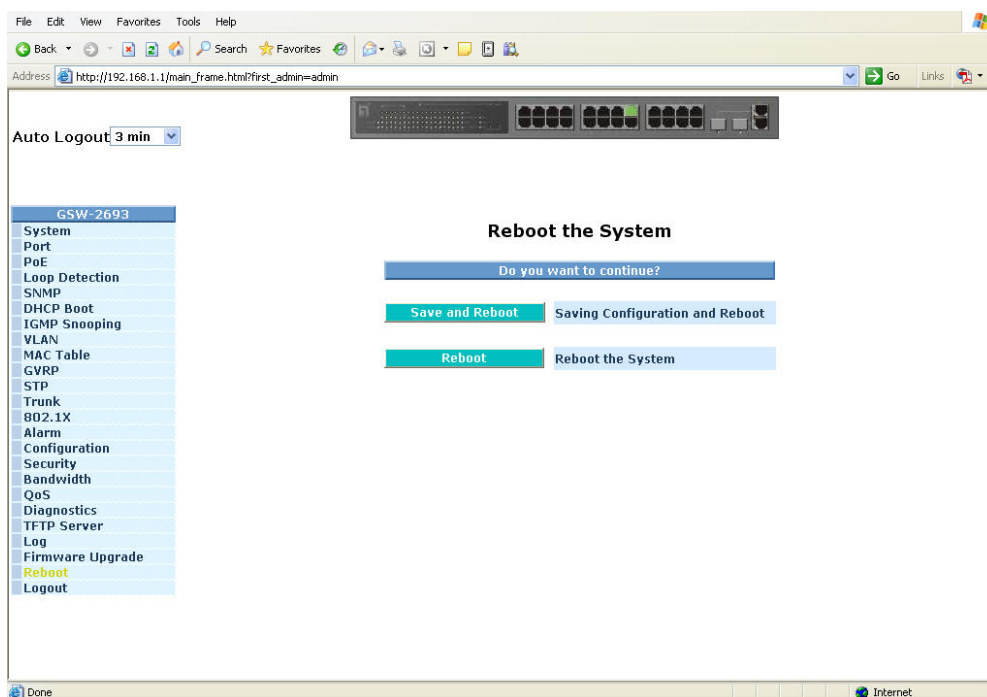 File Edit View Favorites Tools Help
Back Search Favorites
Address http://192.168.1.1/main_frame.html?first_admin=admin Go Links
Auto Logout 3 min
GSW-2693
System
Port
PoE
Loop Detection
SNMP
DHCP Boot
IGMP Snooping
VLAN
MAC Table
GVRP
STP
Trunk
802.1X
Alarm
Configuration
Security
Bandwidth
QoS
Diagnostics
TFTP Server
Log
Firmware Upgrade
Reboot
Logout
Reboot the System
Do you want to continue?
Save and Reboot Saving Configuration and Reboot
Reboot Reboot the System
Done Internet